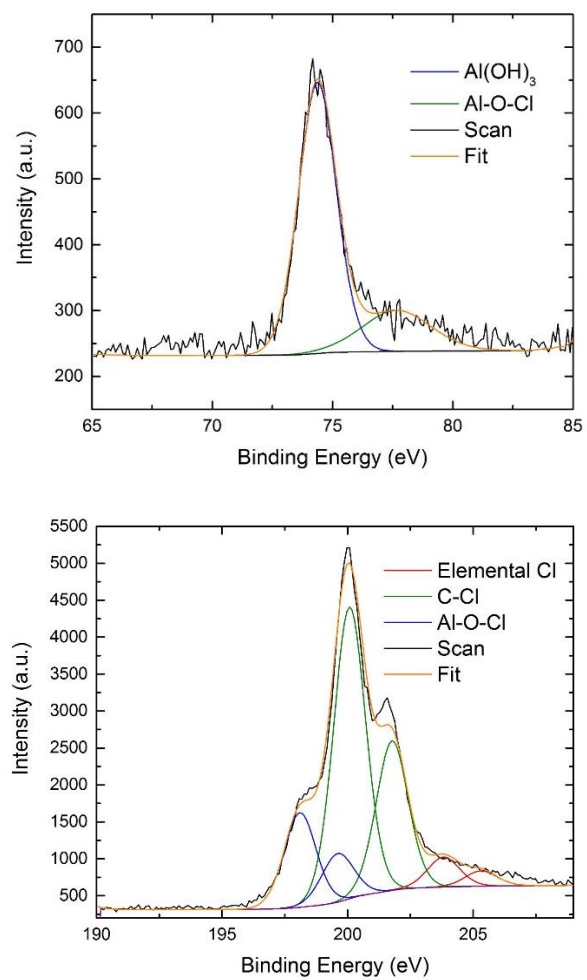 700
600
500
400
300
200
Intensity (a.u.)
Al(OH)₃
Al-O-Cl
Scan
Fit
65 70 75 80 85
Binding Energy (eV)
5500
5000
4500
4000
3500
3000
2500
2000
1500
1000
500
Intensity (a.u.)
Elemental Cl
C-Cl
Al-O-Cl
Scan
Fit
190 195 200 205
Binding Energy (eV)